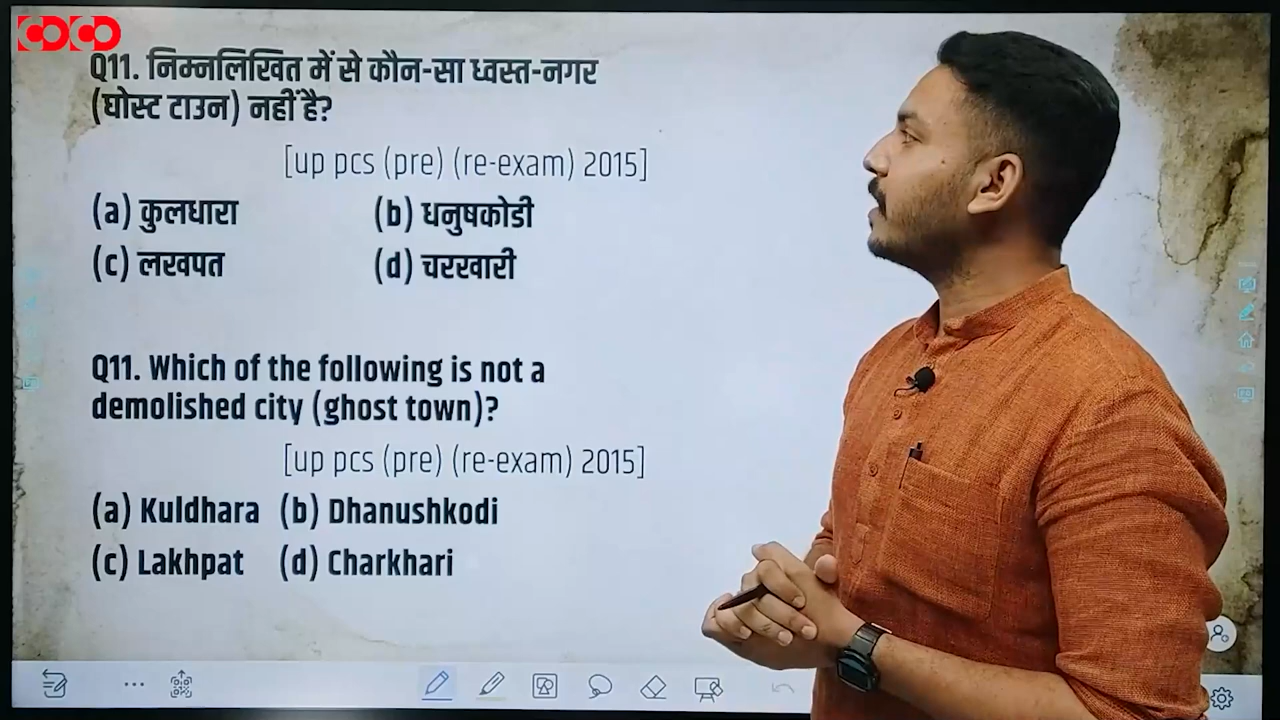 COCO
Q11. निम्नलिखित में से कौन-सा ध्वस्त-नगर
(घोस्ट टाउन) नहीं है?
[up pcs (pre) (re-exam) 2015]
(a) कुलधारा (b) धनुषकोडी
(c) लखपत (d) चरखारी
Q11. Which of the following is not a
demolished city (ghost town)?
[up pcs (pre) (re-exam) 2015]
(a) Kuldhara (b) Dhanushkodi
(c) Lakhpat (d) Charkhari